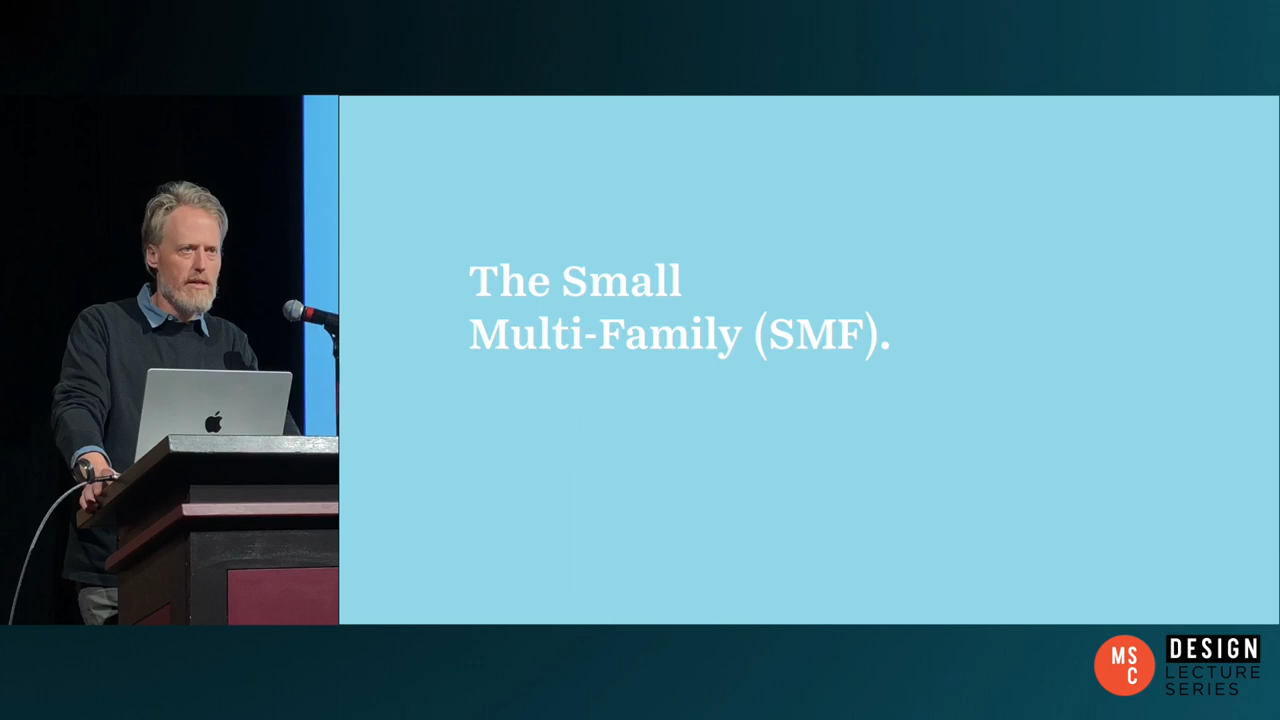 The Small
Multi-Family (SMF).
MS
C
DESIGN
LECTURE
SERIES